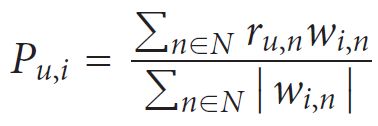 P_{u,i} = \frac{\sum_{n \in N} r_{u,n} w_{i,n}}{\sum_{n \in N} | w_{i,n} |}